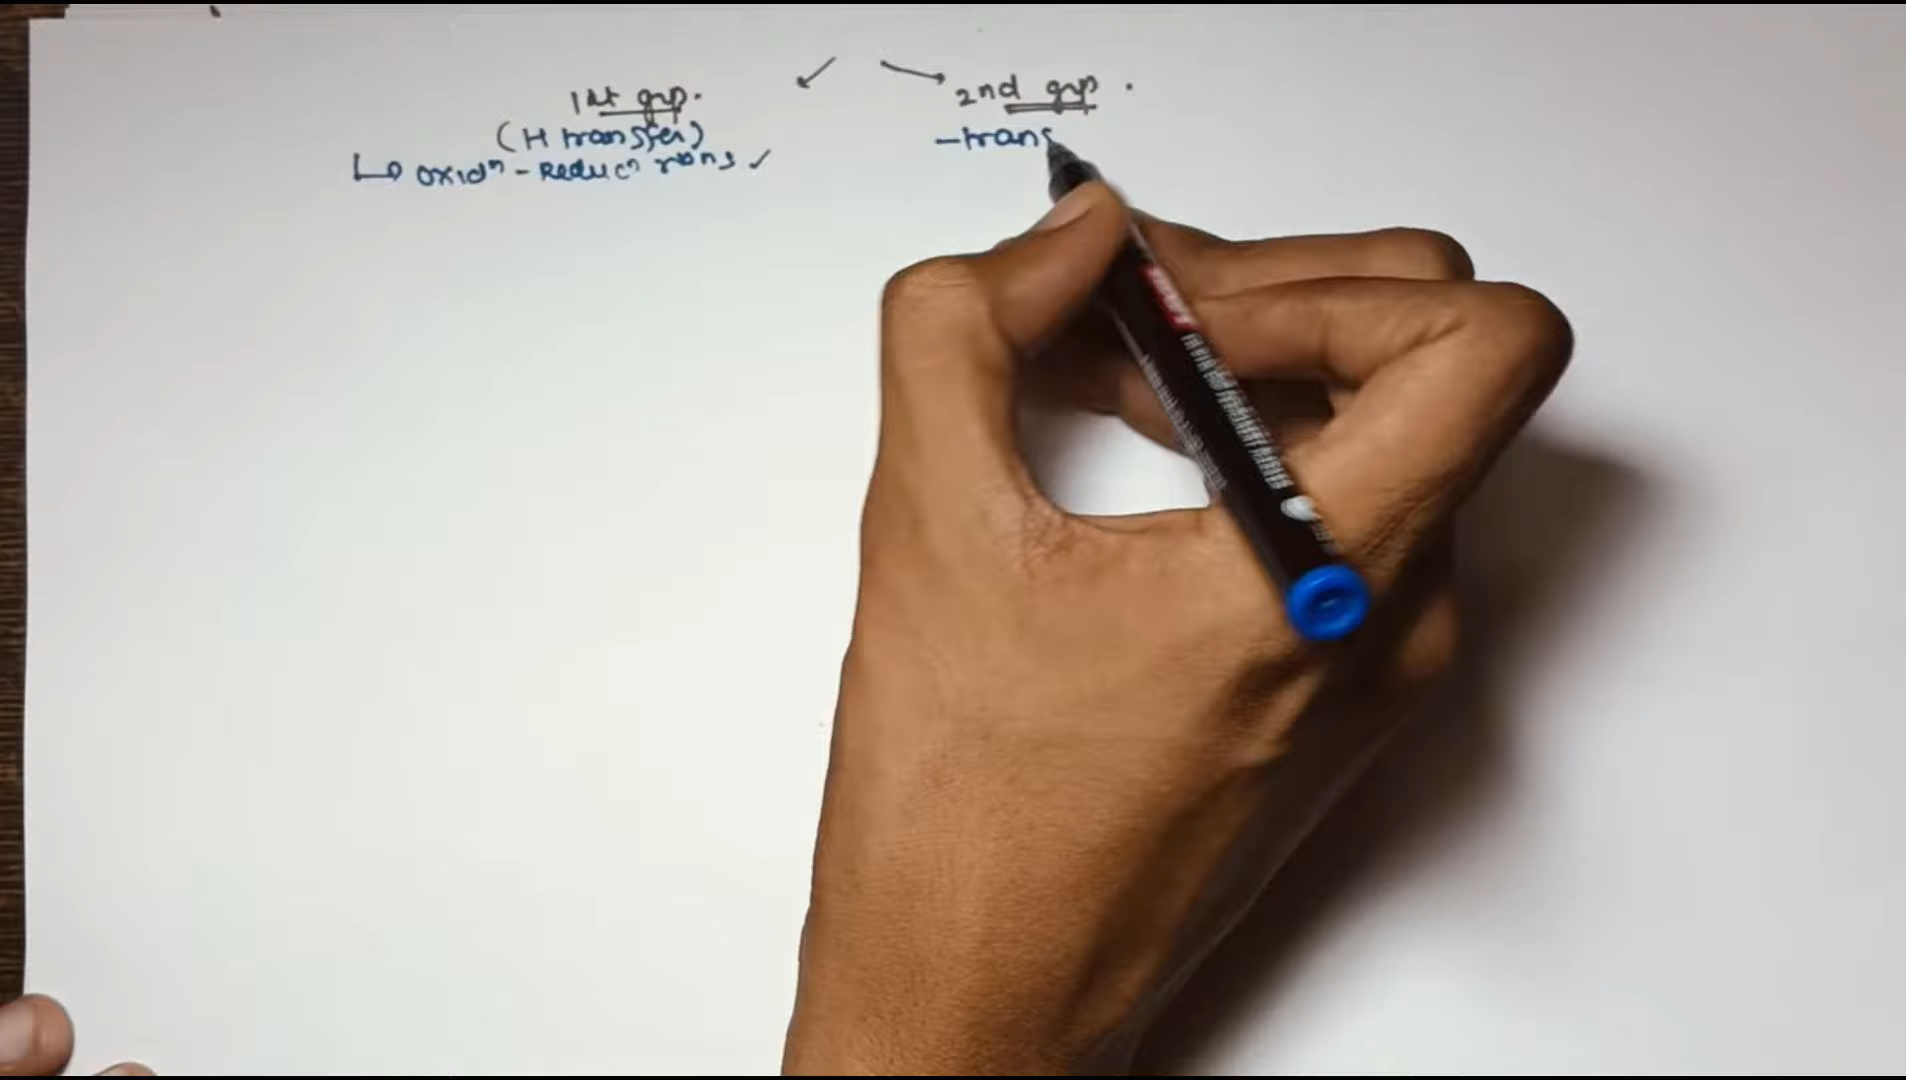 1st grp.
(H transfer)
↳ oxidⁿ - Reducⁿ rxns ✓
2nd grp.
- trans